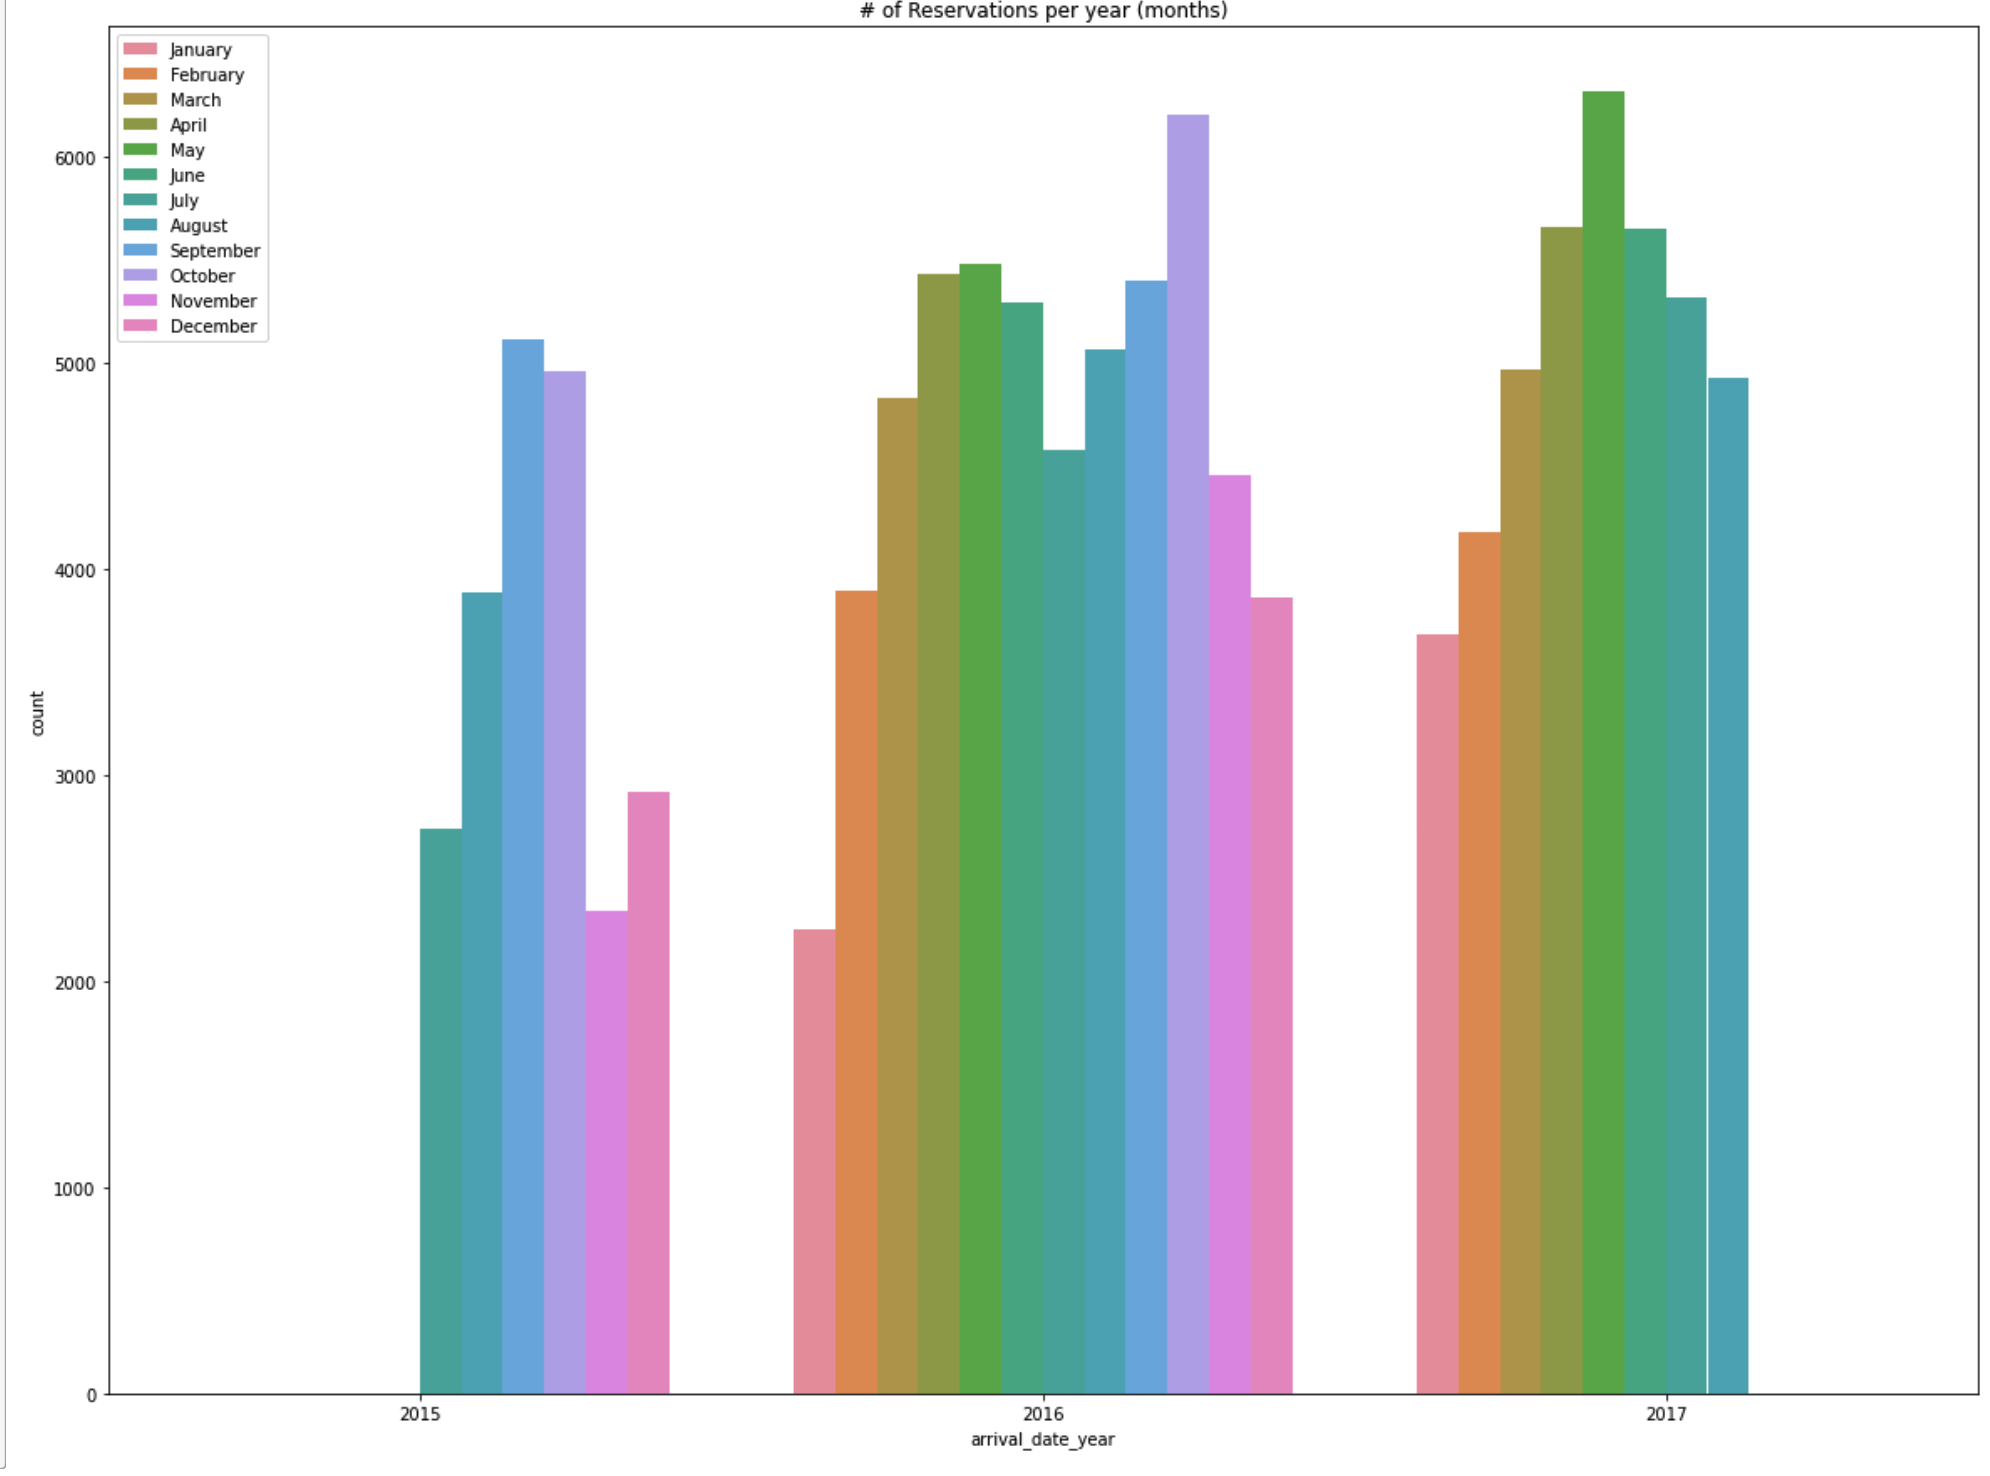 # of Reservations per year (months)
January
February
March
April
May
June
July
August
September
October
November
December
6000
5000
4000
3000
2000
1000
0
count
2015
2016
2017
arrival_date_year